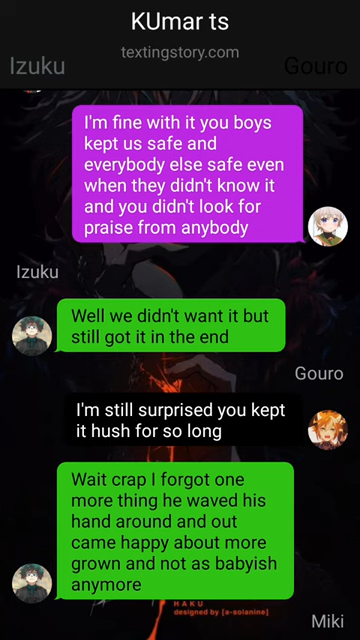 KUmar ts
textingstory.com
Izuku
Gouro
I'm fine with it you boys
kept us safe and
everybody else safe even
when they didn't know it
and you didn't look for
praise from anybody
Izuku
Well we didn't want it but
still got it in the end
Gouro
I'm still surprised you kept
it hush for so long
Wait crap I forgot one
more thing he waved his
hand around and out
came happy about more
grown and not as babyish
anymore
HAKU
designed by [a-solanine]
Miki